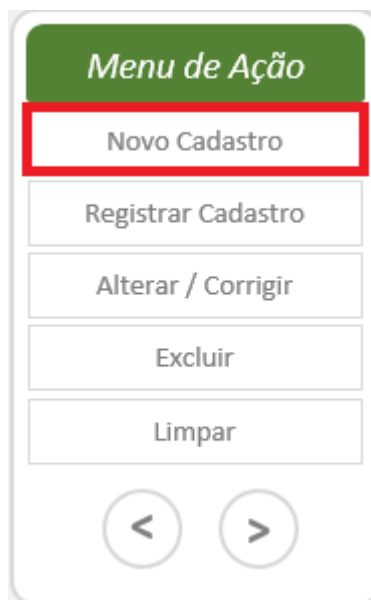 Menu de Ação
Novo Cadastro
Registrar Cadastro
Alterar / Corrigir
Excluir
Limpar
< >